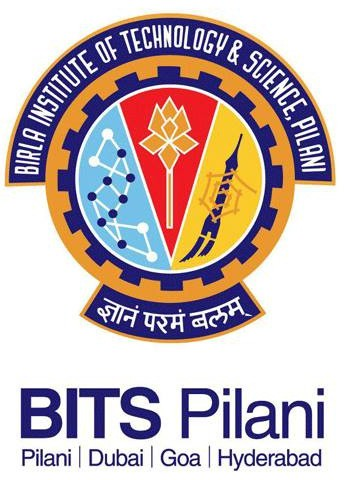 BIRLA INSTITUTE OF TECHNOLOGY & SCIENCE, PILANI
ज्ञानं परमं बलम्
BITS Pilani
Pilani | Dubai | Goa | Hyderabad